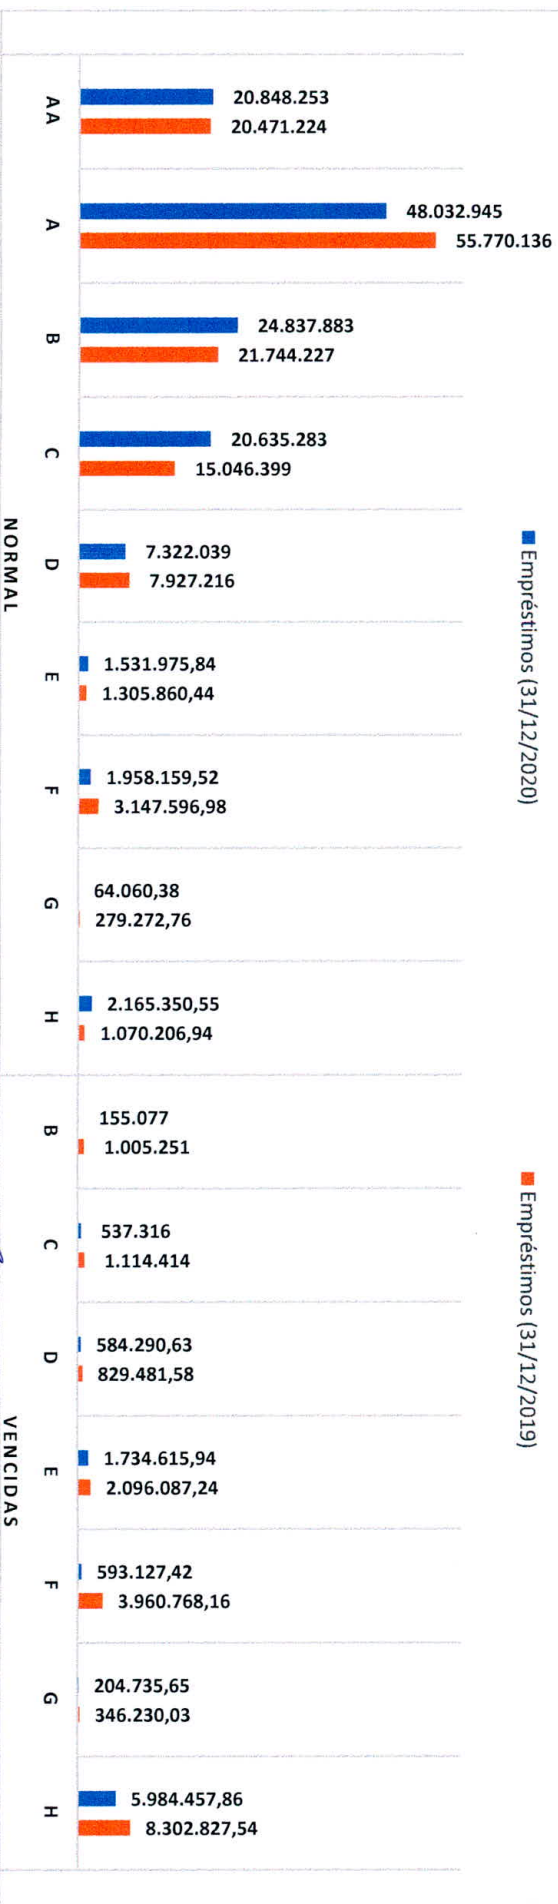 Empréstimos (31/12/2020)
Empréstimos (31/12/2019)
20.848.253
20.471.224
48.032.945
55.770.136
24.837.883
21.744.227
20.635.283
15.046.399
7.322.039
7.927.216
1.531.975,84
1.305.860,44
1.958.159,52
3.147.596,98
64.060,38
279.272,76
2.165.350,55
1.070.206,94
155.077
1.005.251
537.316
1.114.414
584.290,63
829.481,58
1.734.615,94
2.096.087,24
593.127,42
3.960.768,16
204.735,65
346.230,03
5.984.457,86
8.302.827,54
AA
A
B
C
D
E
F
G
H
B
C
D
E
F
G
H
NORMAL
VENCIDAS